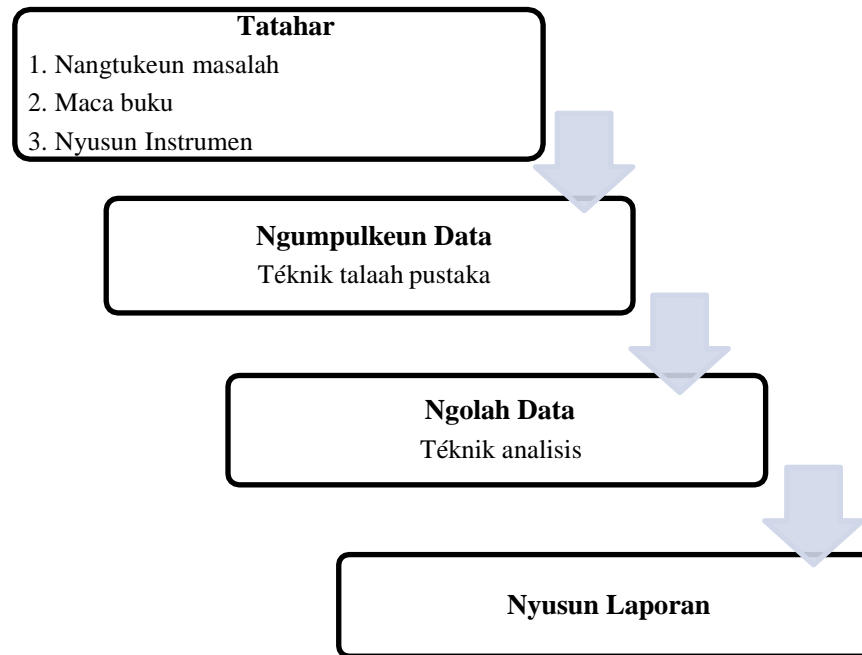 Tatahar
1. Nangtukeun masalah
2. Maca buku
3. Nyusun Instrumen
Ngumpulkeun Data
Téknik talaah pustaka
Ngolah Data
Téknik analisis
Nyusun Laporan